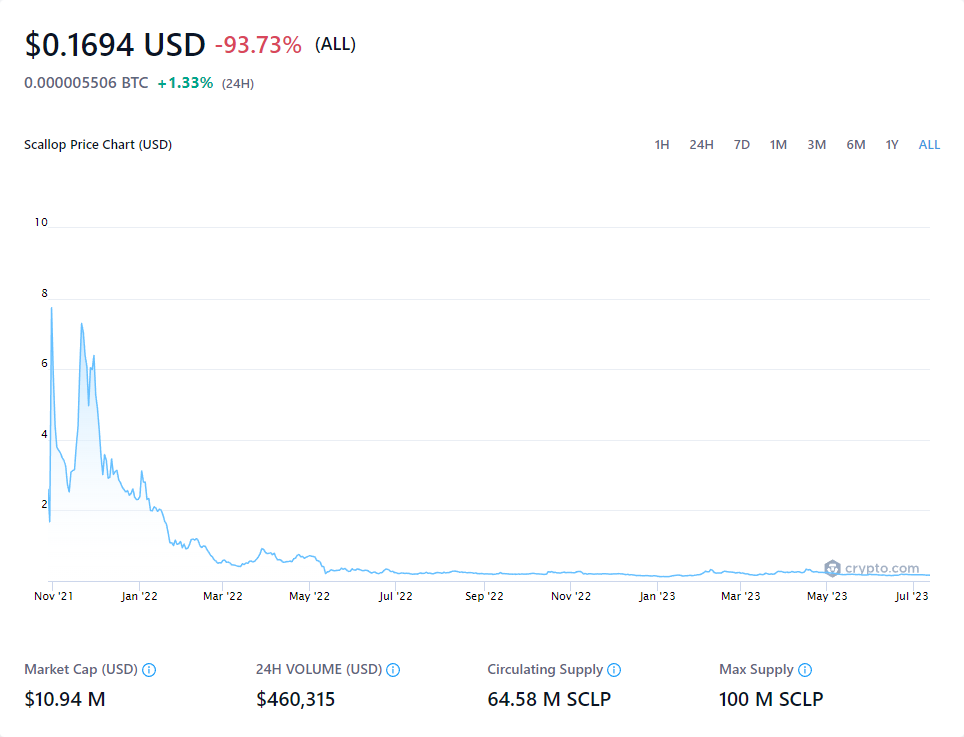 $0.1694 USD -93.73% (ALL)
0.000005506 BTC +1.33% (24H)
Scallop Price Chart (USD) 1H 24H 7D 1M 3M 6M 1Y ALL
10
8
6
4
2
crypto.com
Nov '21 Jan '22 Mar '22 May '22 Jul '22 Sep '22 Nov '22 Jan '23 Mar '23 May '23 Jul '23
Market Cap (USD) 24H VOLUME (USD) Circulating Supply Max Supply
$10.94 M $460,315 64.58 M SCLP 100 M SCLP